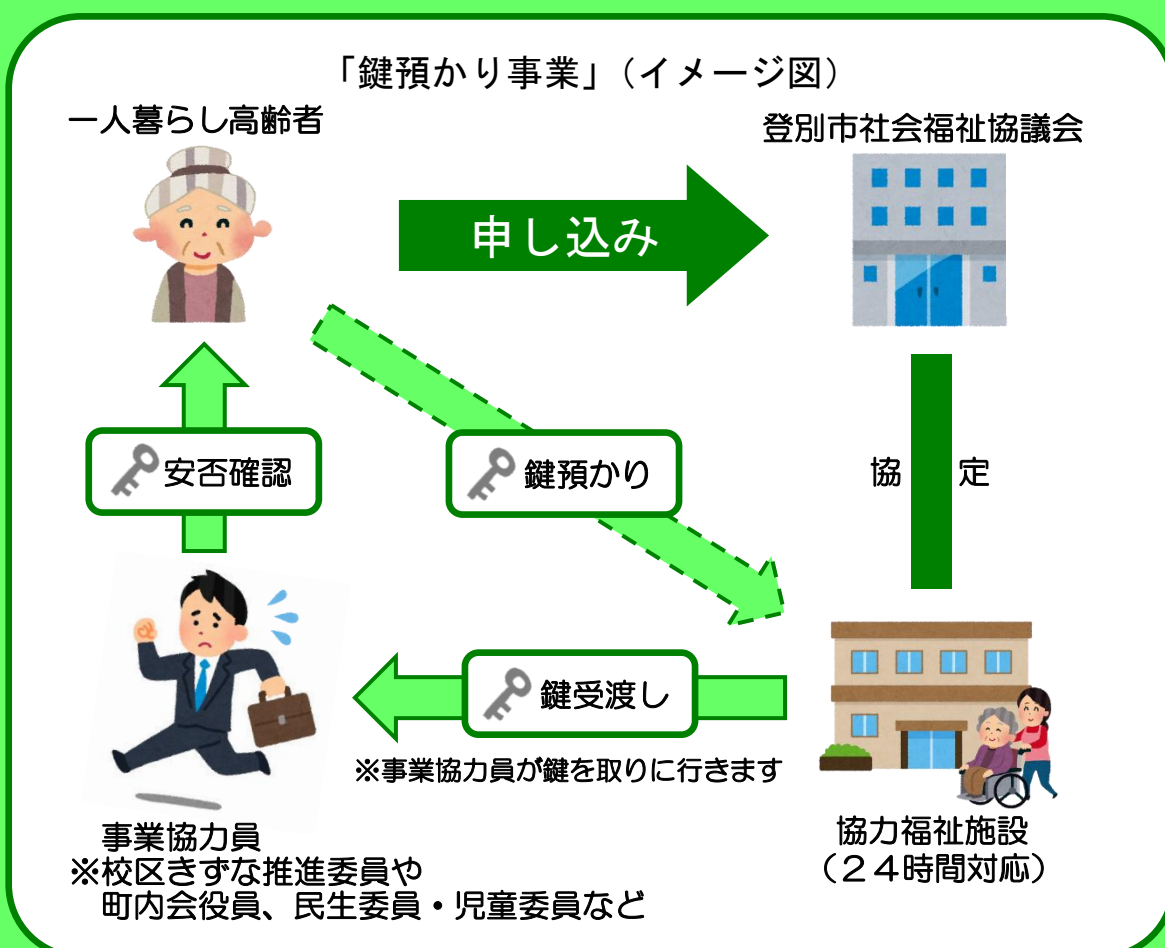 「鍵預かり事業」（イメージ図）
一人暮らし高齢者
登別市社会福祉協議会
申し込み
安否確認
鍵預かり
協定
鍵受渡し
※事業協力員が鍵を取りに行きます
事業協力員
※校区きずな推進委員や
町内会役員、民生委員・児童委員など
協力福祉施設
（２４時間対応）